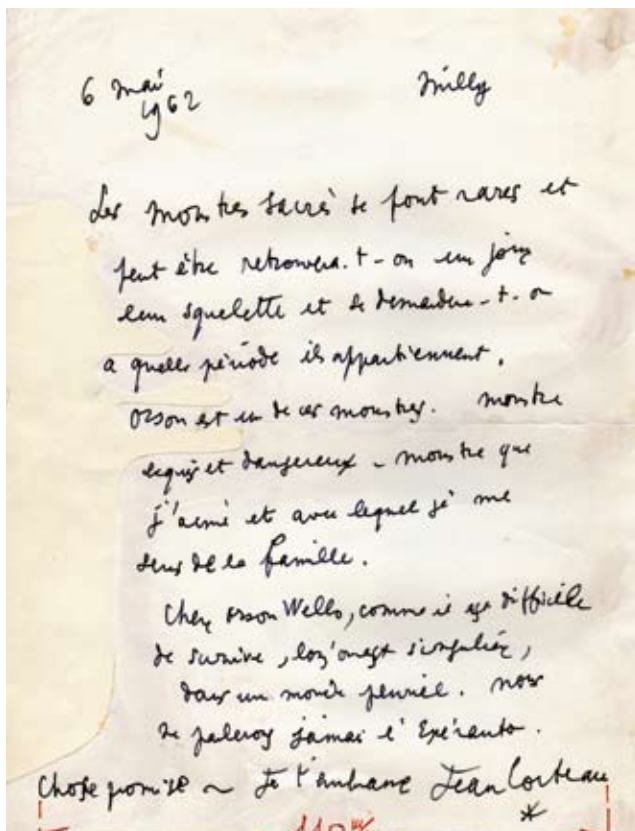 6 mai Milly
1962
Les monstres sacrés se font rares et
peut être retrouvera.t-on un jour
leur squelette et se demandera-t-on
a quelle période ils appartiennent.
Orson est un de ces monstres. monstre
exquis et dangereux - monstre que
j'aime et avec lequel je me
sens de la famille.
Cher Orson Wells, comme il est difficile
de survivre, lorsqu'on est singulier,
dans un monde pluriel. nous
ne parlerons jamais l'Espéranto.
Chose promise ~ Je t'embrasse Jean Cocteau
*